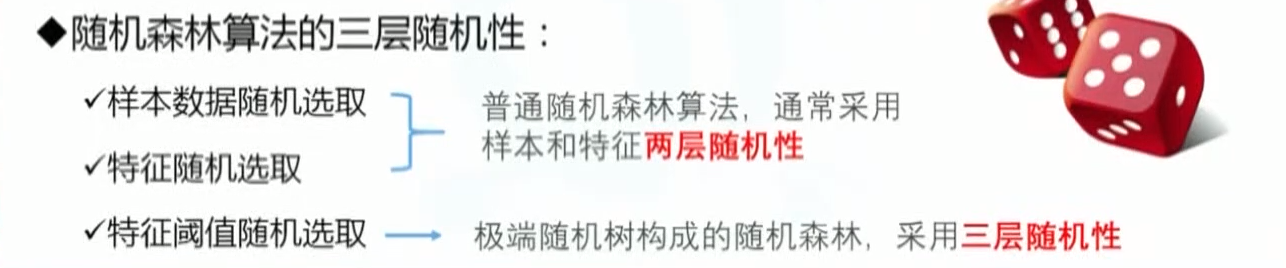 ◆随机森林算法的三层随机性：
✓样本数据随机选取
普通随机森林算法，通常采用
样本和特征两层随机性
✓特征随机选取
✓特征阈值随机选取
极端随机树构成的随机森林，采用三层随机性